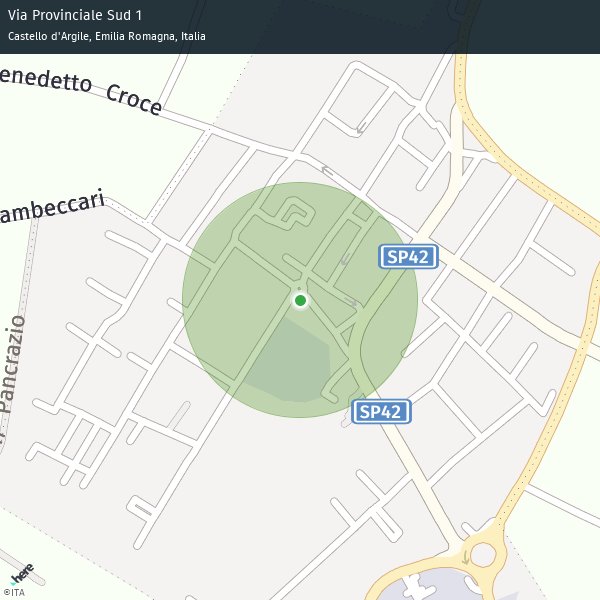 Via Provinciale Sud 1
Castello d'Argile, Emilia Romagna, Italia
enedetto Croce
ambeccari
SP42
Pancrazio
SP42
here
©ITA